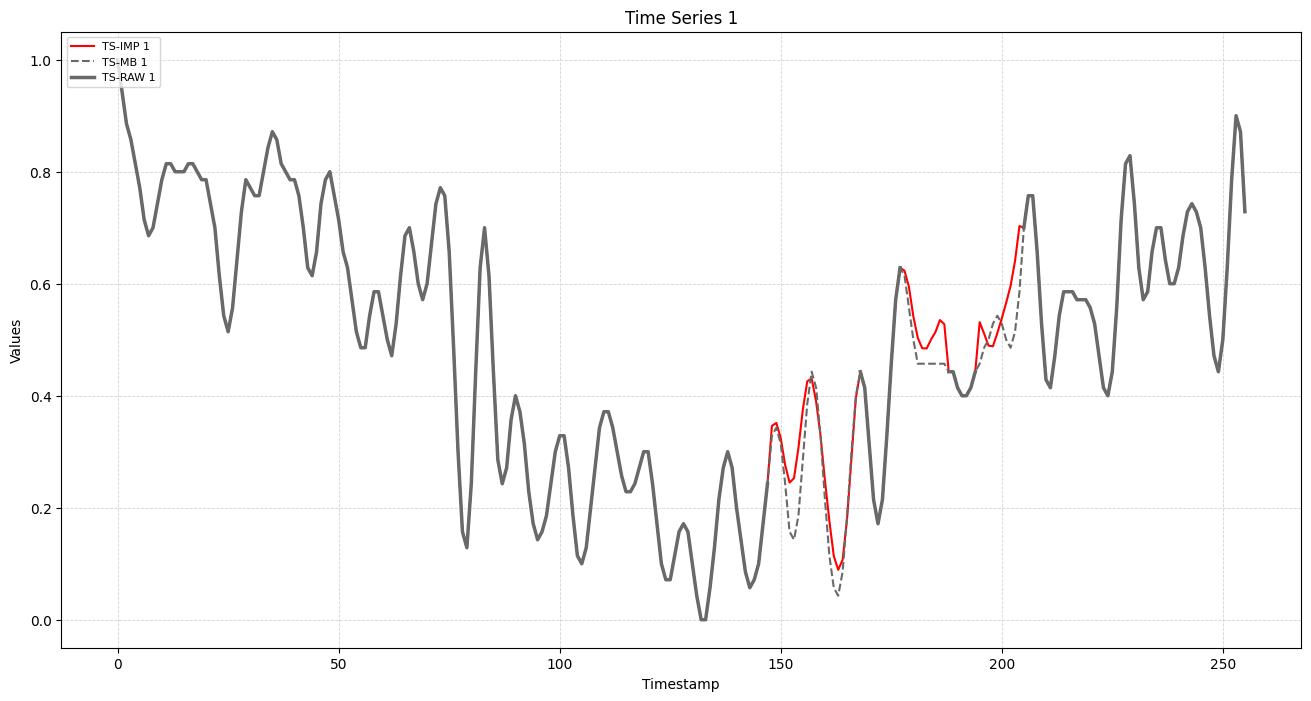 Time Series 1
TS-IMP 1
TS-MB 1
TS-RAW 1
1.0
0.8
0.6
0.4
0.2
0.0
Values
0 50 100 150 200 250
Timestamp